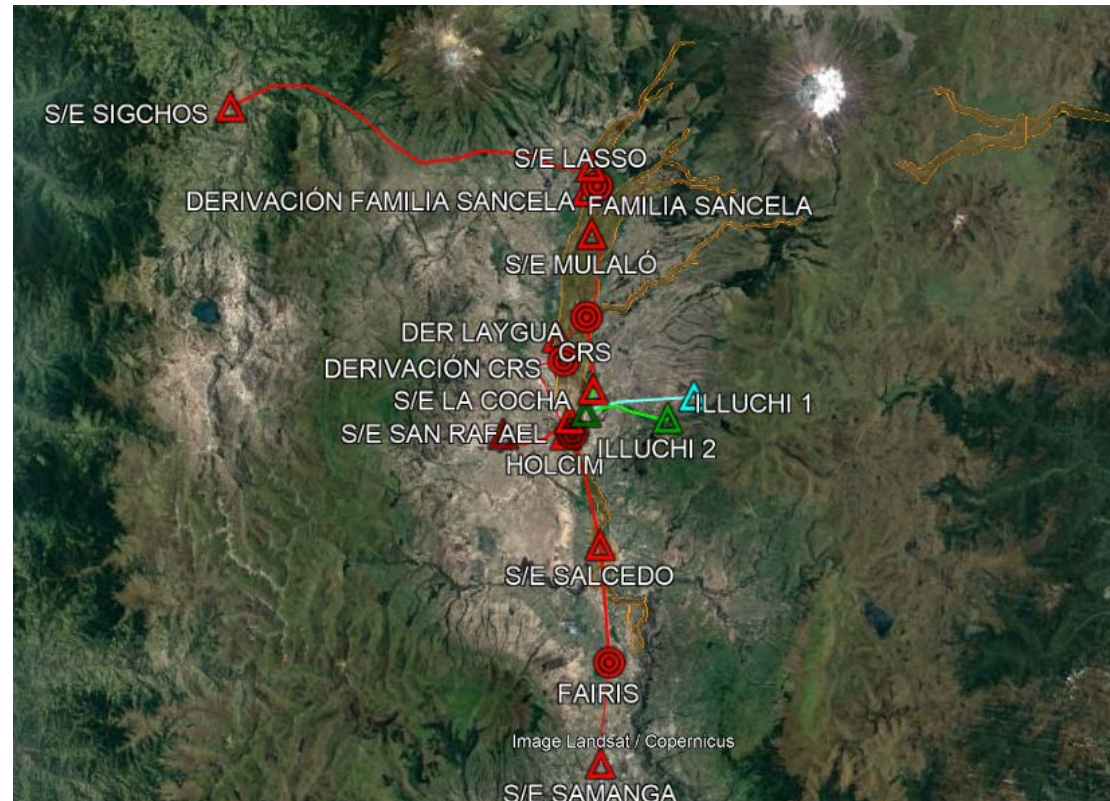 S/E SIGCHOS
S/E LASSO
DERIVACIÓN FAMILIA SANCELA
FAMILIA SANCELA
S/E MULALÓ
DER LAYGUA
CRS
DERIVACIÓN CRS
S/E LA COCHA
ILLUCHI 1
S/E SAN RAFAEL
ILLUCHI 2
HOLCIM
S/E SALCEDO
FAIRIS
Image Landsat / Copernicus
S/E SAMANGA